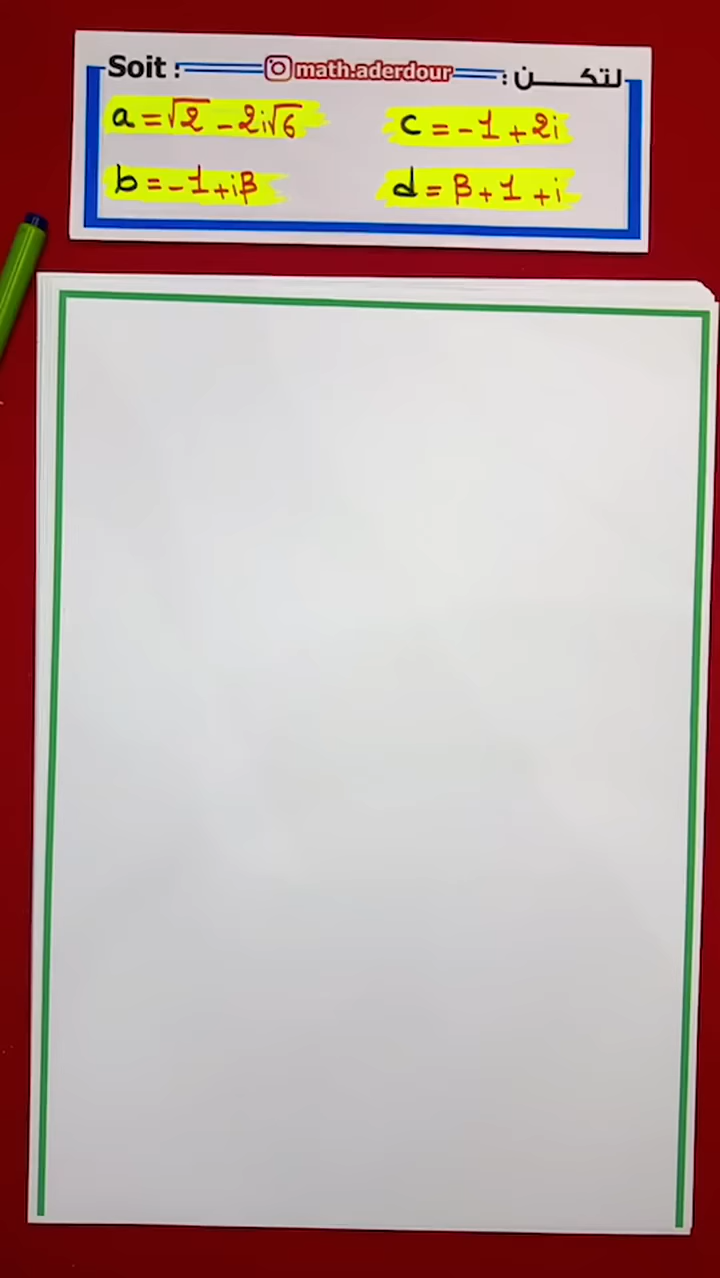 Soit : math.aderdour لتكن :
a = √2 - 2i√6 c = -1 + 2i
b = -1 + iβ d = β + 1 + i